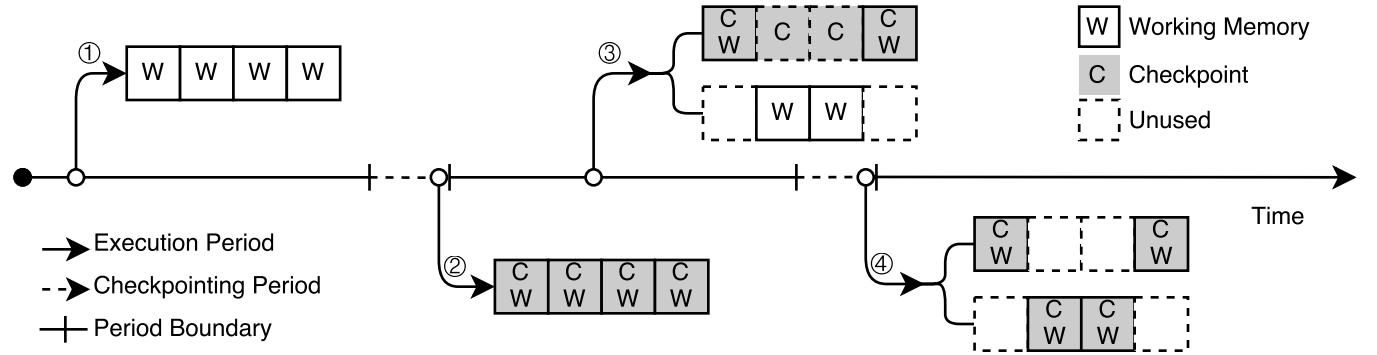 ① W W W W
③ C W C C C W
W W
W Working Memory
C Checkpoint
Unused
Time
Execution Period
Checkpointing Period
Period Boundary
② C W C W C W C W
④ C W C W
C W C W